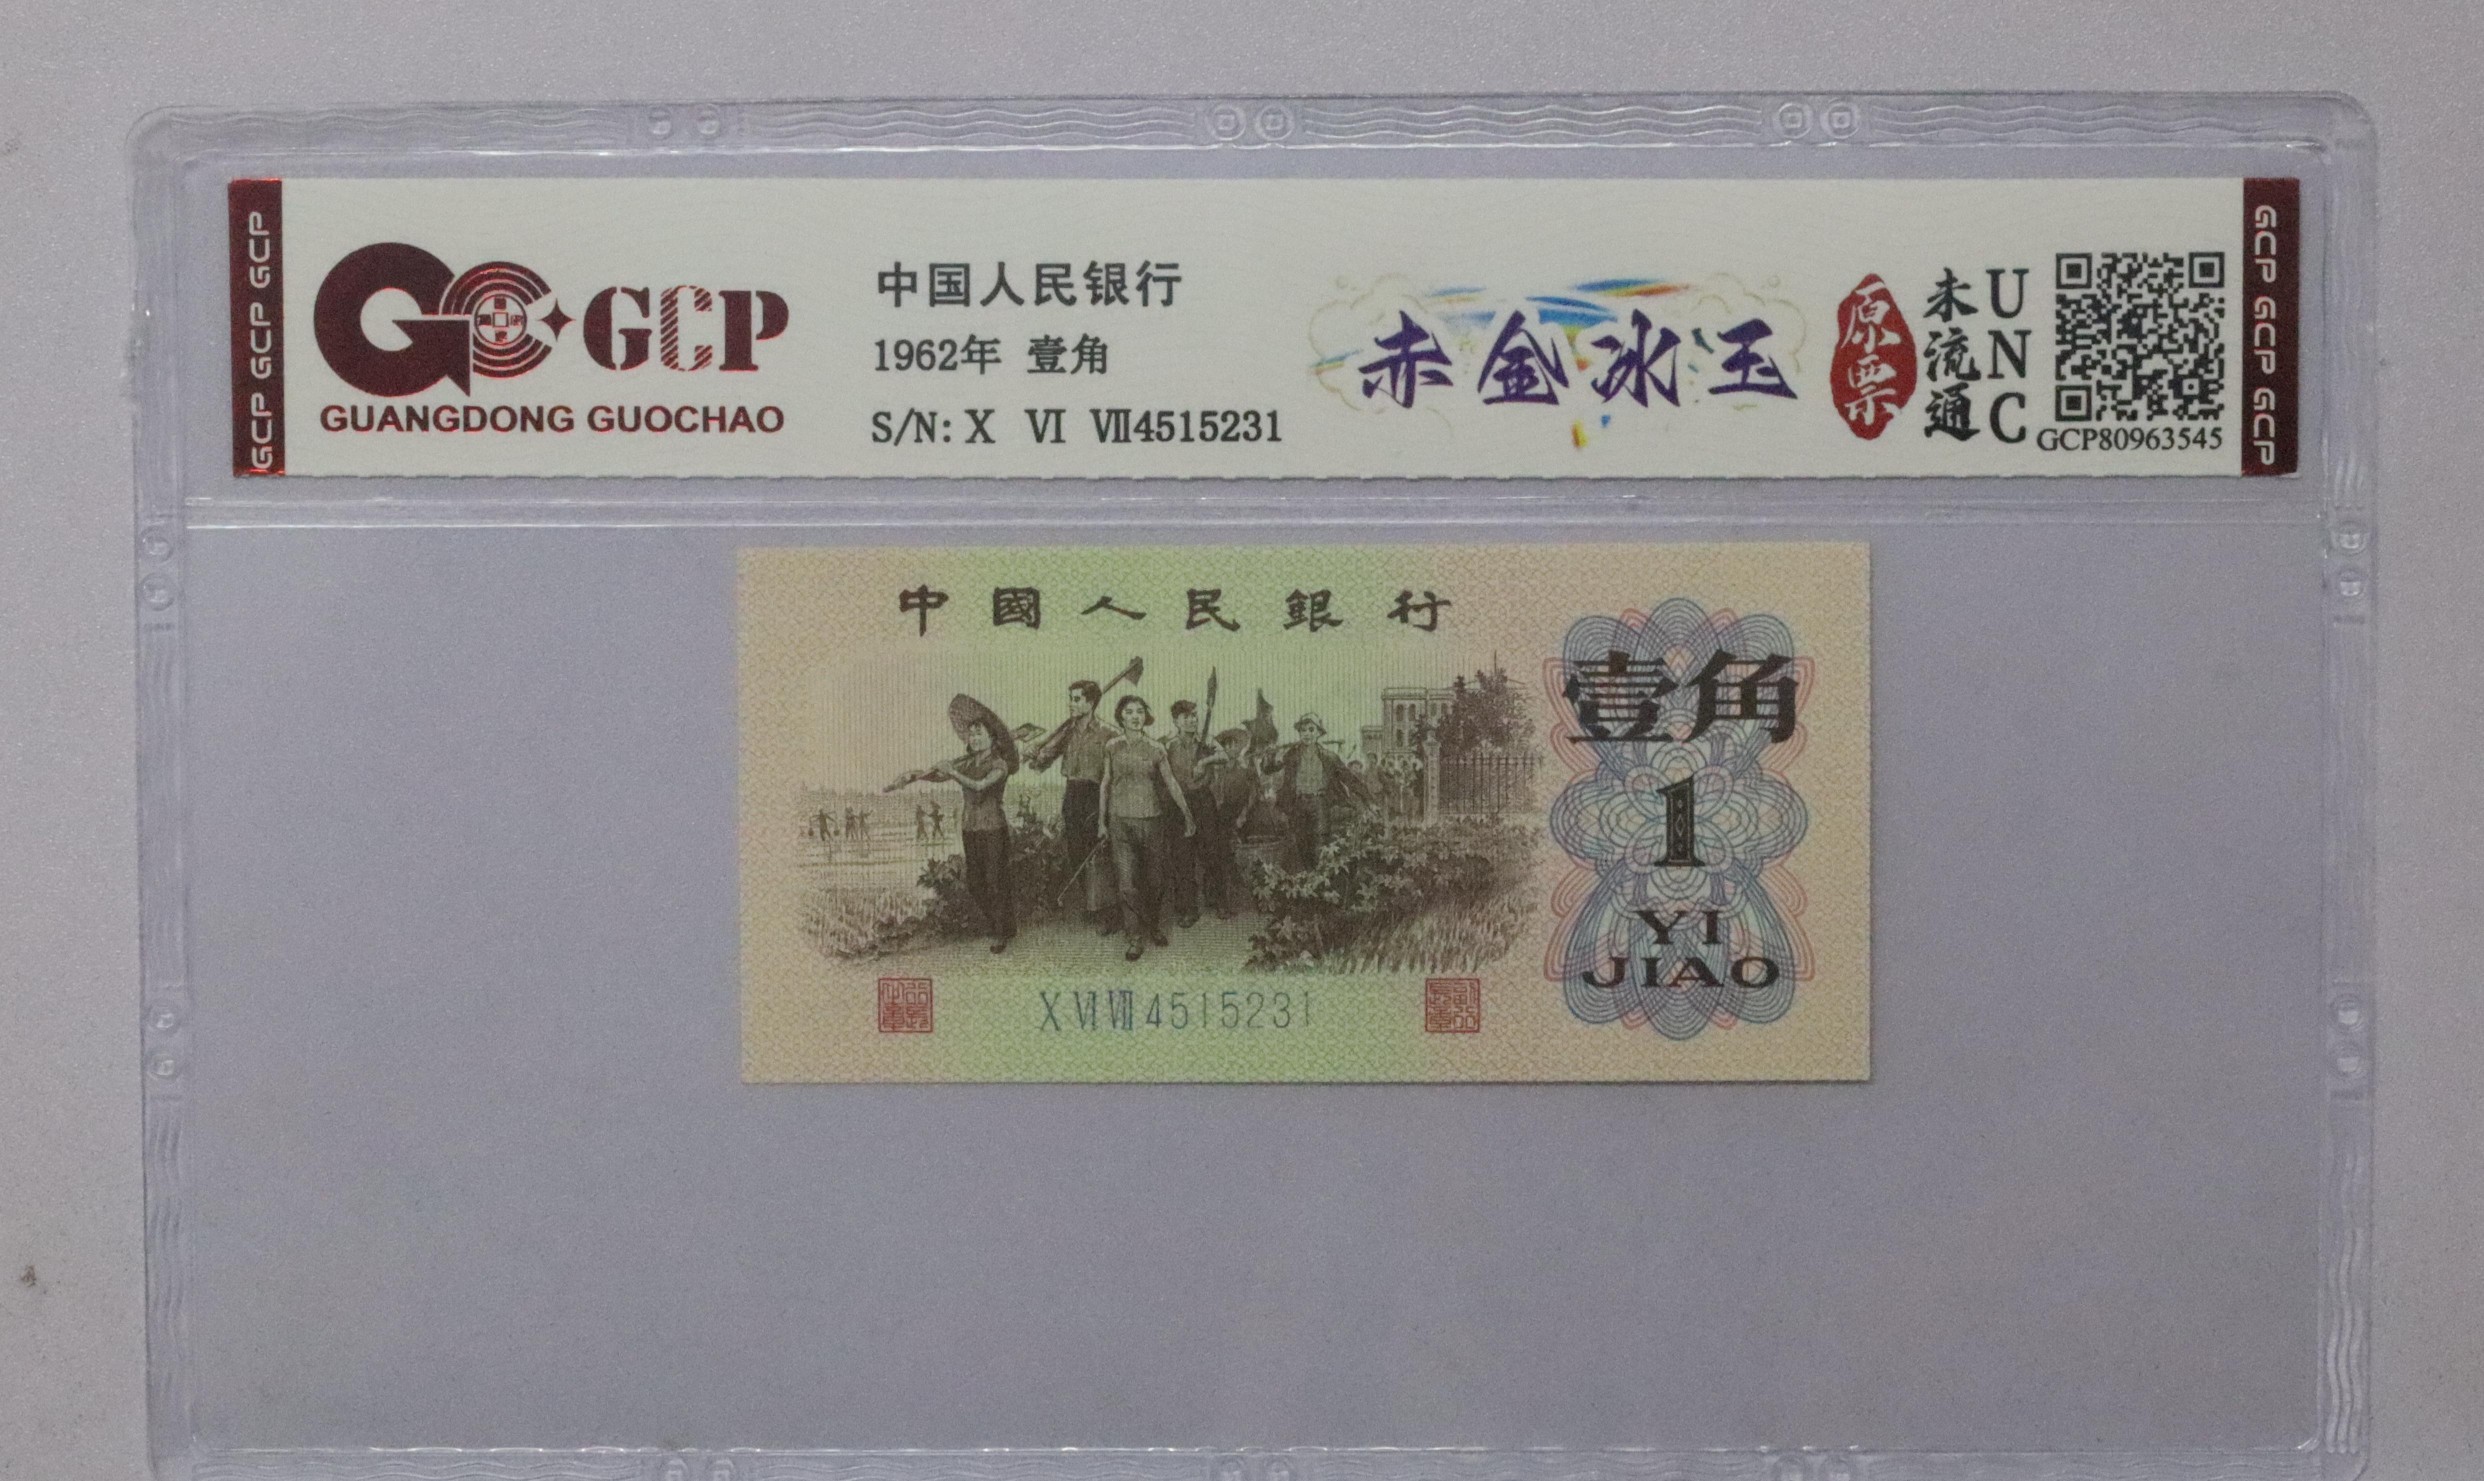 GCP GCP GCP
GCP
GUANGDONG GUOCHAO
中国人民银行
1962年 壹角
S/N: X VI VII4515231
赤金冰玉
原票
未流通
UNC
GCP80963545
GCP GCP GCP
中國人民銀行
壹角
1
YI
JIAO
X VI VII 4515231